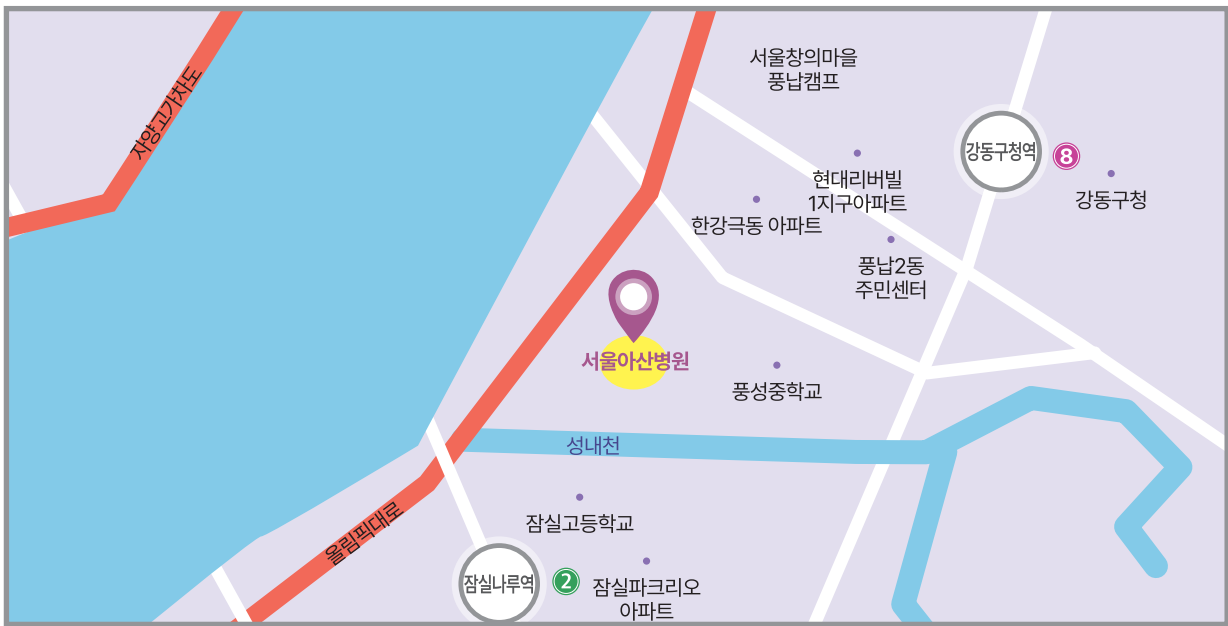 자양고가차도
서울창의마을
풍납캠프
강동구청역
8
강동구청
현대리버빌
1지구아파트
한강극동 아파트
풍납2동
주민센터
서울아산병원
풍성중학교
성내천
잠실고등학교
올림픽대로
잠실나루역
2
잠실파크리오
아파트